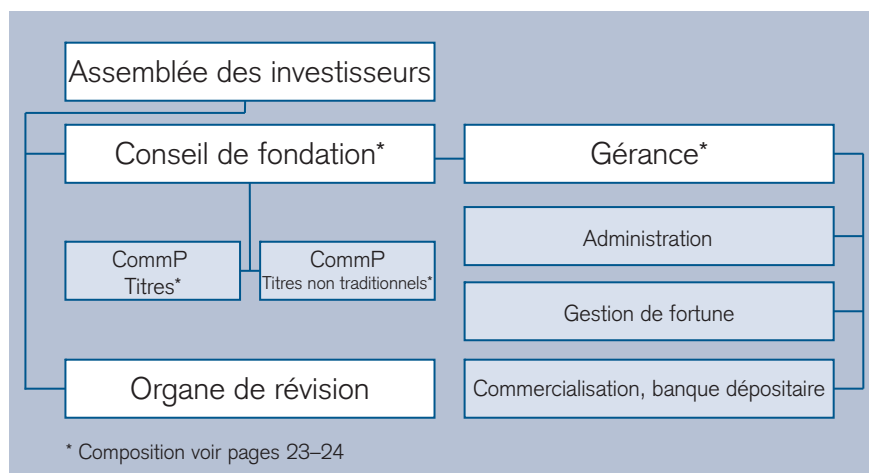 Assemblée des investisseurs
Conseil de fondation*
Gérance*
CommP
Titres*
CommP
Titres non traditionnels*
Administration
Gestion de fortune
Organe de révision
Commercialisation, banque dépositaire
* Composition voir pages 23–24